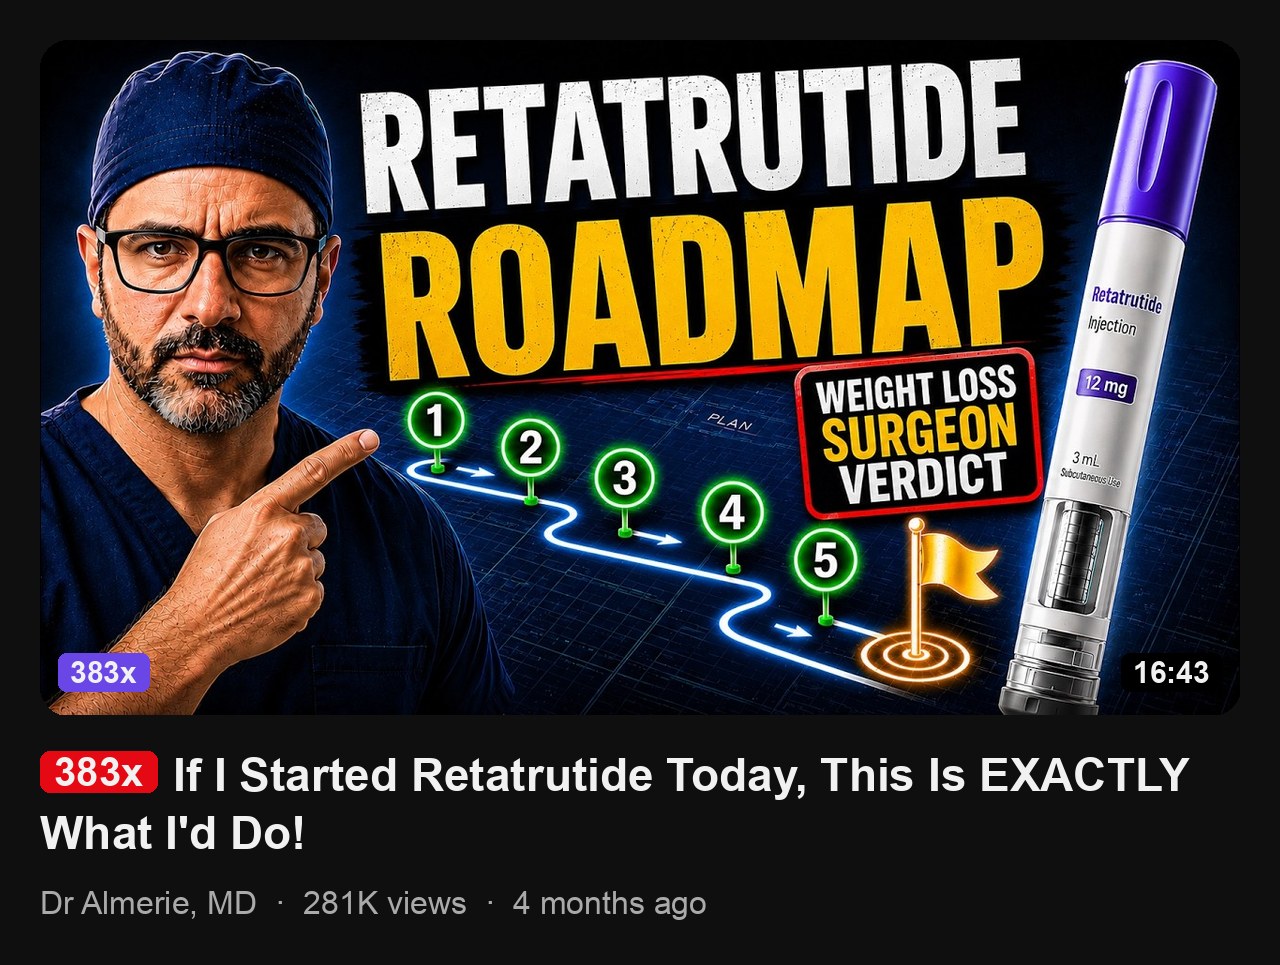 RETATRUTIDE
ROADMAP
WEIGHT LOSS
SURGEON
VERDICT
1
2
3
4
5
PLAN
Retatrutide
Injection
12 mg
3 mL
Subcutaneous Use
383x
16:43
383x If I Started Retatrutide Today, This Is EXACTLY
What I'd Do!
Dr Almerie, MD · 281K views · 4 months ago